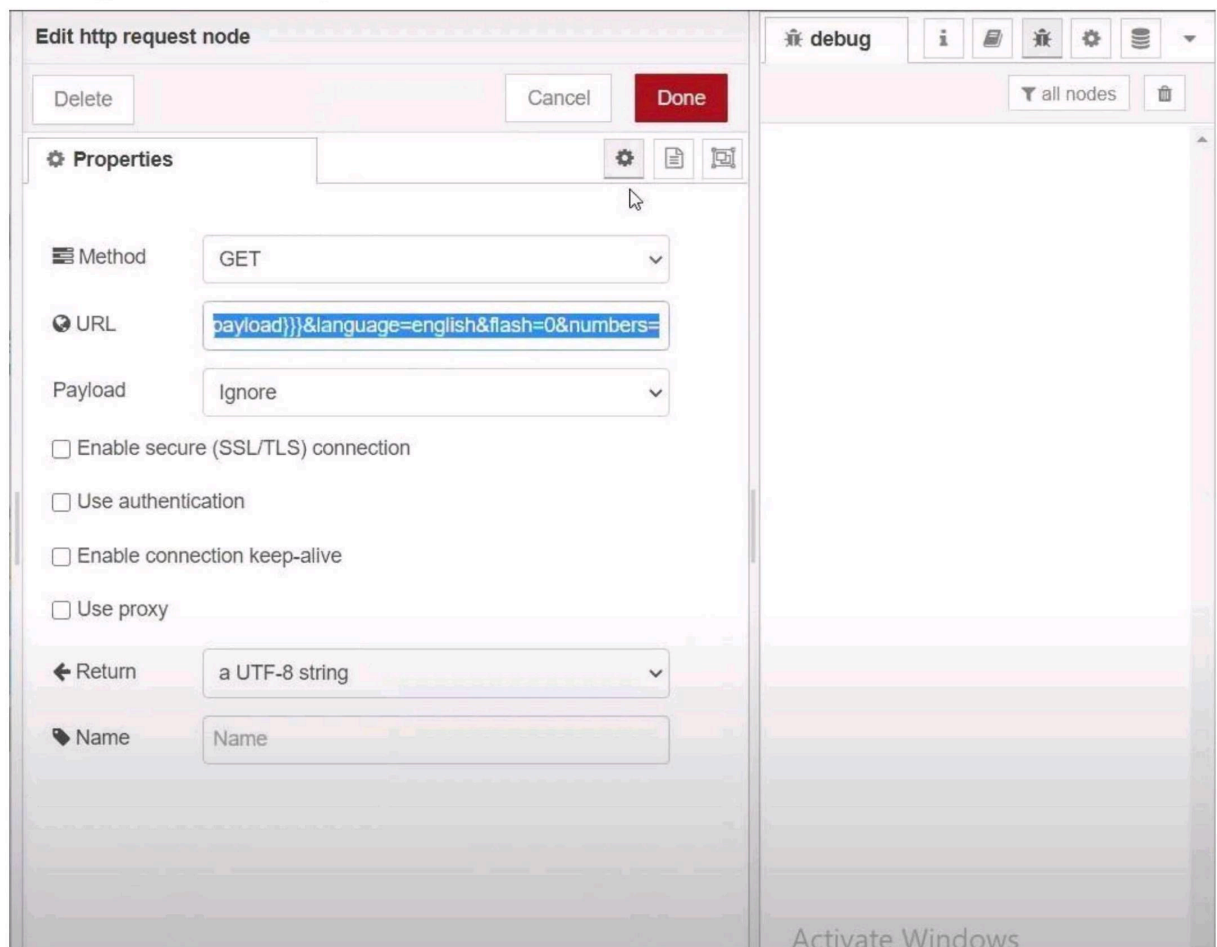 Edit http request node
Delete
Cancel
Done
Properties
Method
GET
URL
payload}}}&language=english&flash=0&numbers=
Payload
Ignore
Enable secure (SSL/TLS) connection
Use authentication
Enable connection keep-alive
Use proxy
Return
a UTF-8 string
Name
Name
debug
i
all nodes
Activate Windows